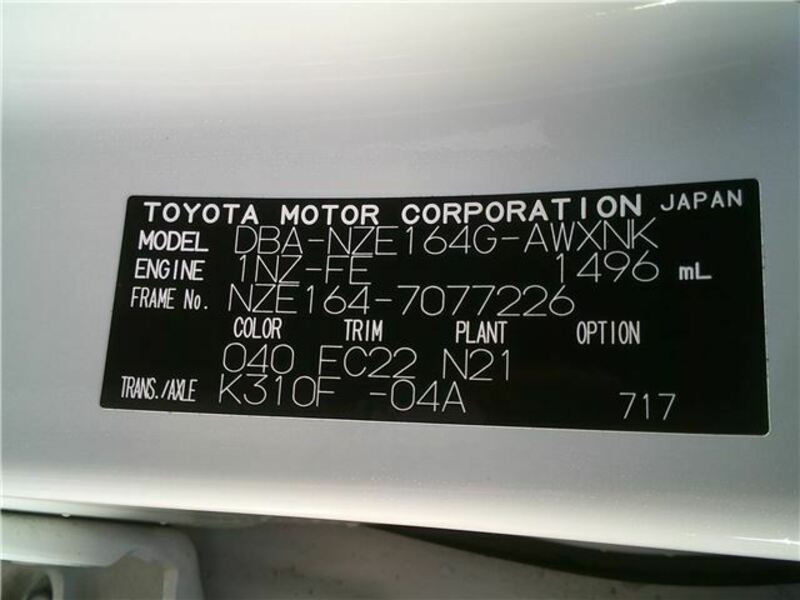 TOYOTA MOTOR CORPORATION JAPAN
MODEL DBA-NZE164G-AWXNK
ENGINE 1NZ-FE 1496 mL
FRAME No. NZE164-7077226
COLOR TRIM PLANT OPTION
040 FC22 N21
TRANS./AXLE K310F -04A 717